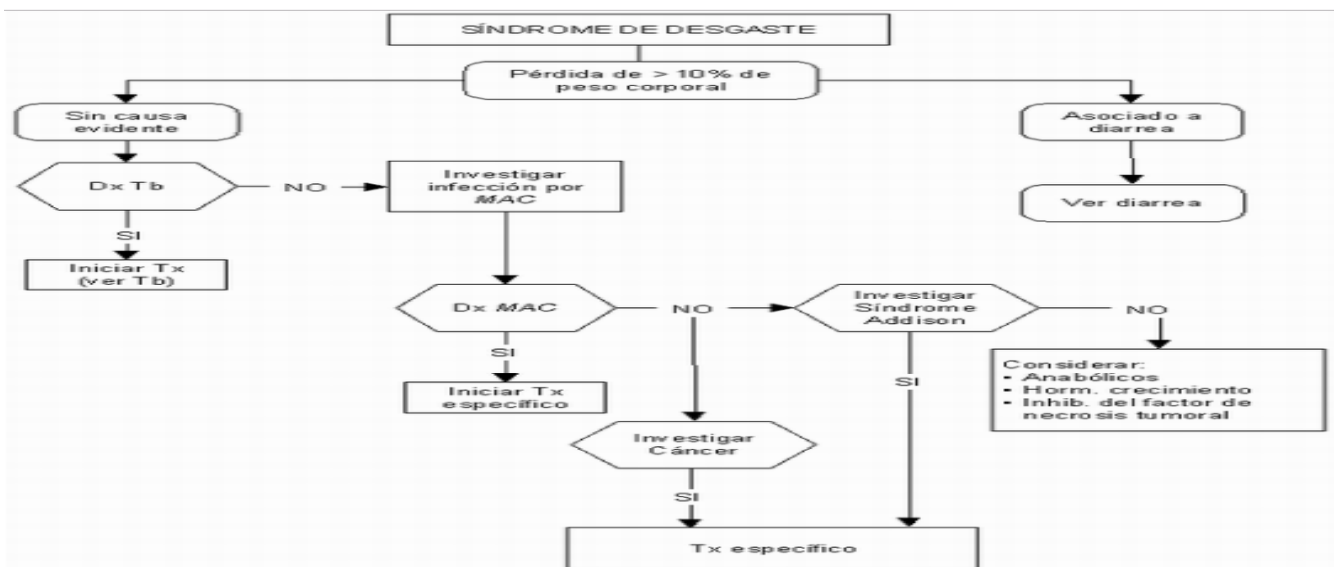 SÍNDROME DE DESGASTE
Pérdida de > 10% de
peso corporal
Sin causa
evidente
Asociado a
diarrea
Dx Tb
NO
Investigar
infección por
MAC
Ver diarrea
SI
Iniciar Tx
(ver Tb)
Dx MAC
NO
Investigar
Síndrome
Addison
NO
SI
Iniciar Tx
específico
SI
Considerar:
• Anabólicos
• Horm. crecimiento
• Inhib. del factor de
necrosis tumoral
Investigar
Cáncer
SI
Tx específico